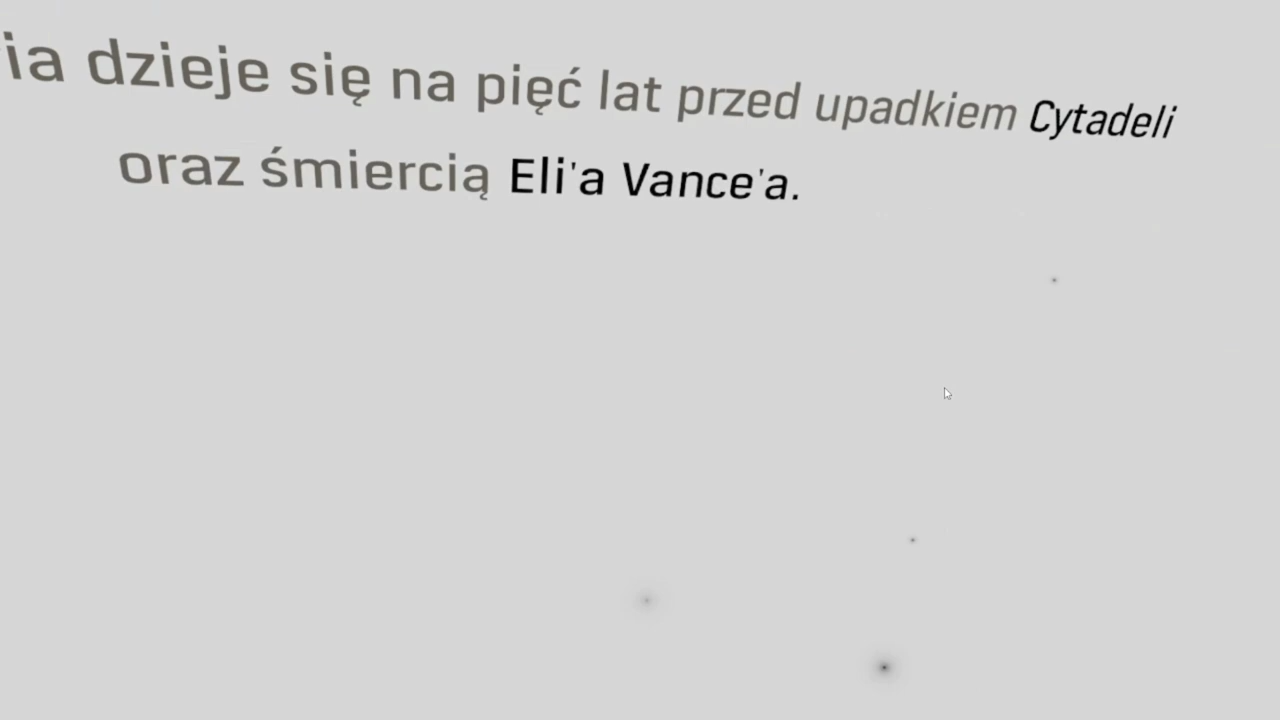 ia dzieje się na pięć lat przed upadkiem Cytadeli
oraz śmiercią Eli'a Vance'a.